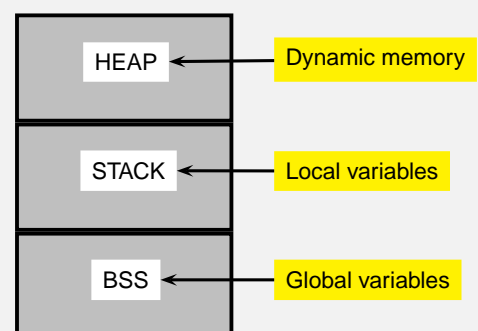 HEAP
Dynamic memory
STACK
Local variables
BSS
Global variables